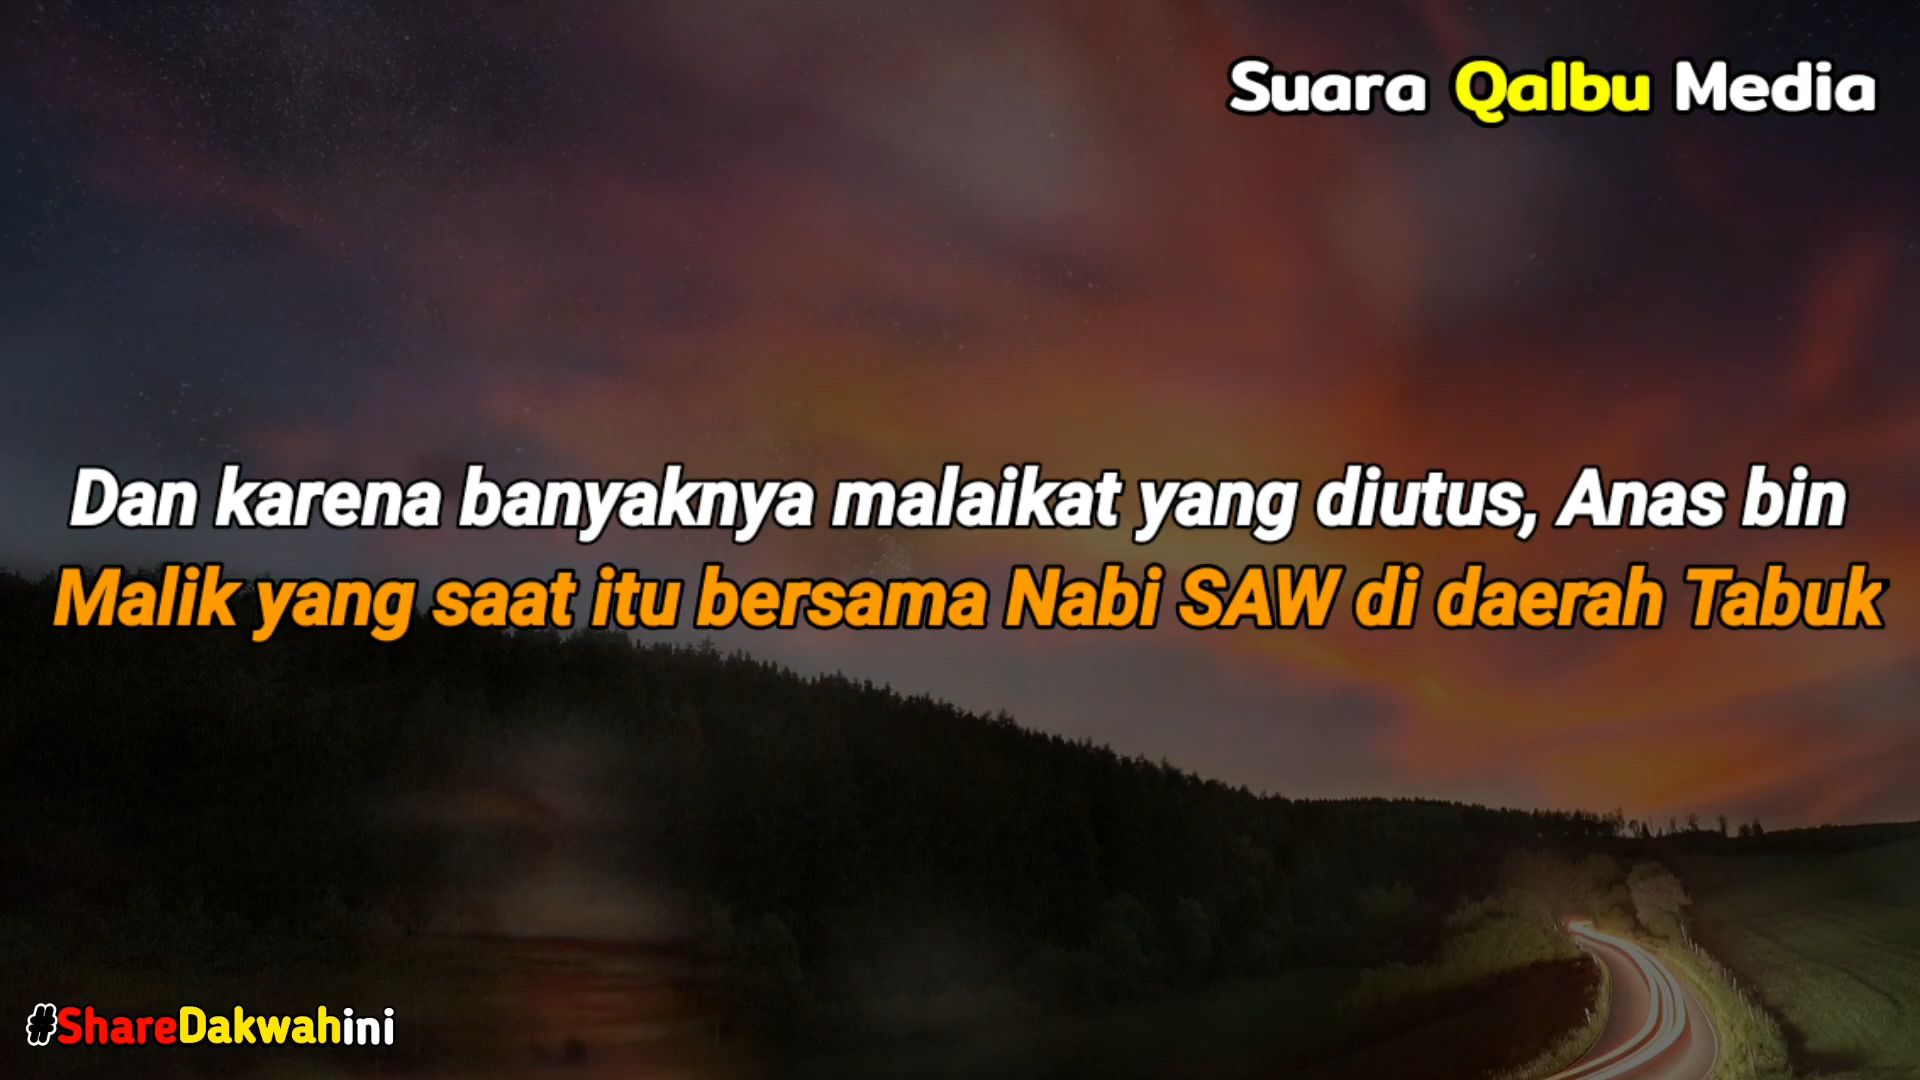 Suara Qalbu Media
Dan karena banyaknya malaikat yang diutus, Anas bin
Malik yang saat itu bersama Nabi SAW di daerah Tabuk
#ShareDakwahini